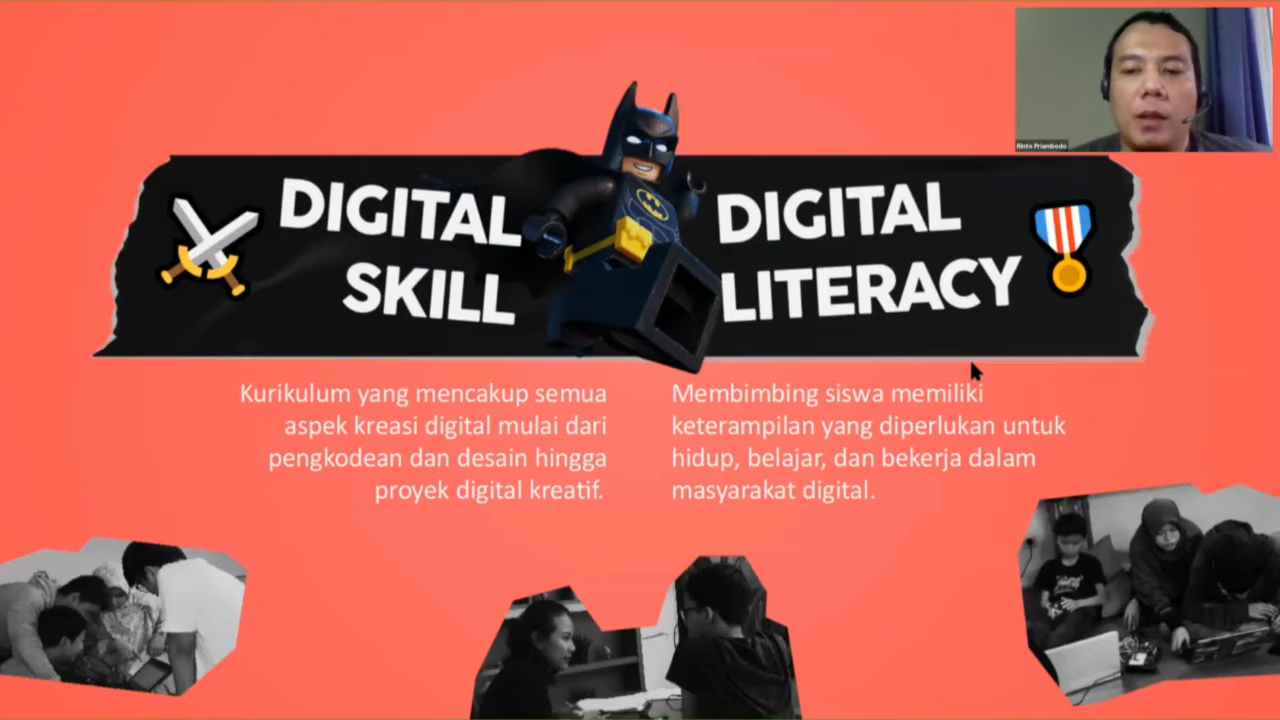 Rinto Priambodo
DIGITAL
SKILL
DIGITAL
LITERACY
Kurikulum yang mencakup semua
aspek kreasi digital mulai dari
pengkodean dan desain hingga
proyek digital kreatif.
Membimbing siswa memiliki
keterampilan yang diperlukan untuk
hidup, belajar, dan bekerja dalam
masyarakat digital.